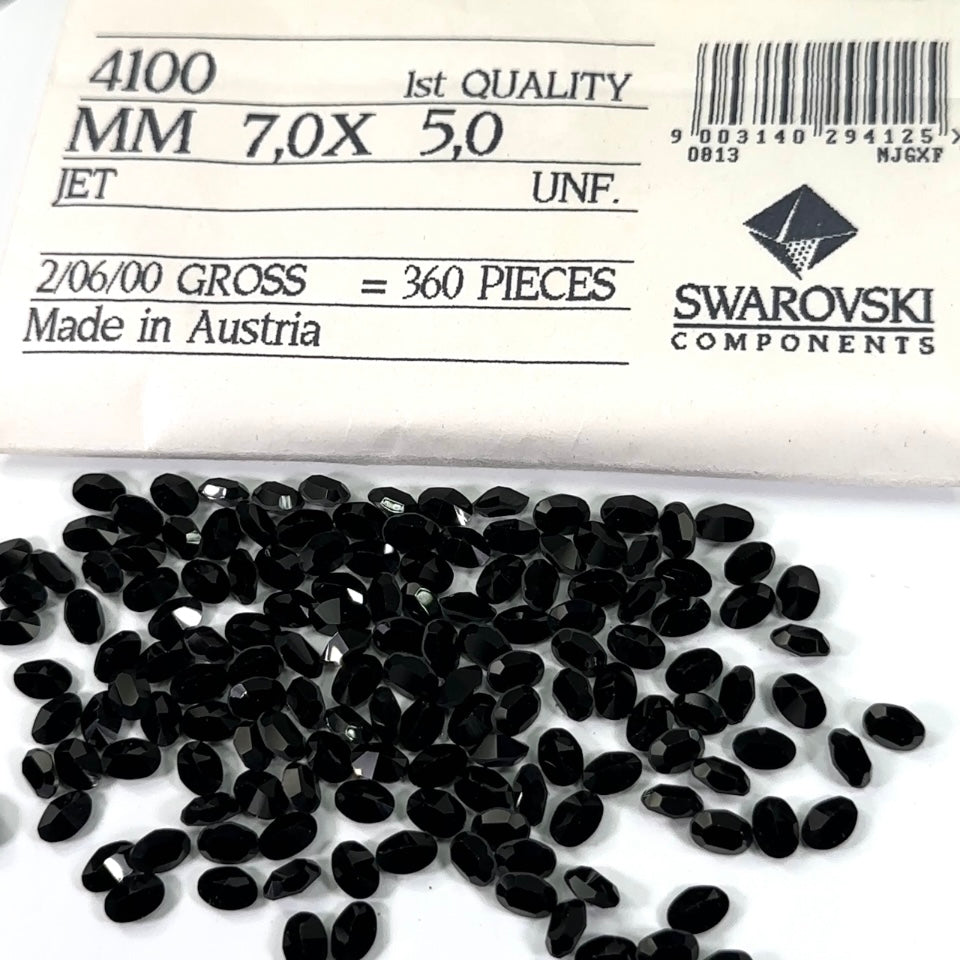 4100 1st QUALITY
MM 7,0X 5,0
JET UNF.
2/06/00 GROSS = 360 PIECES
Made in Austria
9 003140 294125 X
0813 NJGXF
SWAROVSKI
COMPONENTS